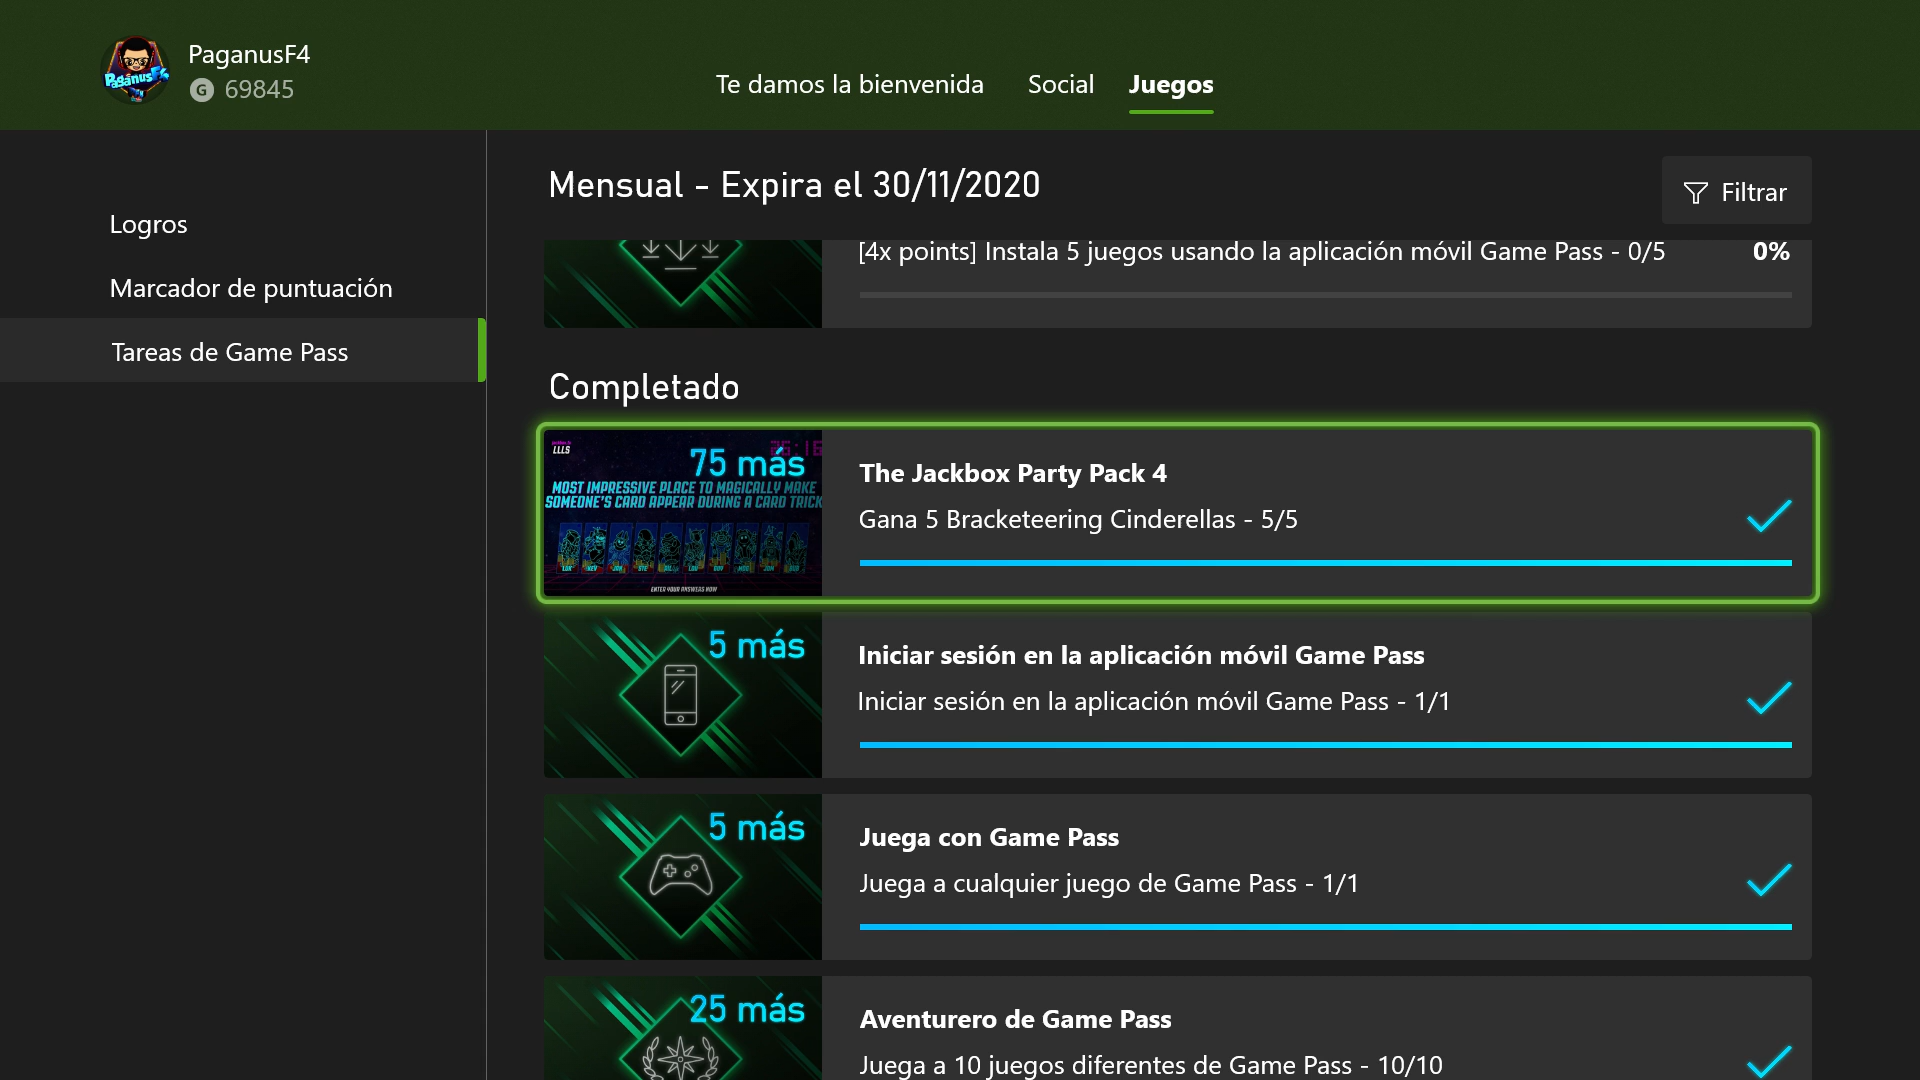 PaganusF4
G 69845
Te damos la bienvenida
Social
Juegos
Logros
Marcador de puntuación
Tareas de Game Pass
Mensual - Expira el 30/11/2020
Filtrar
[4x points] Instala 5 juegos usando la aplicación móvil Game Pass - 0/5
0%
Completado
LLLS
75 más
MOST IMPRESSIVE PLACE TO MAGICALLY MAKE
SOMEONE'S CARD APPEAR DURING A CARD TRICK
ENTER YOUR ANSWERS NOW
The Jackbox Party Pack 4
Gana 5 Bracketeering Cinderellas - 5/5
5 más
Iniciar sesión en la aplicación móvil Game Pass
Iniciar sesión en la aplicación móvil Game Pass - 1/1
5 más
Juega con Game Pass
Juega a cualquier juego de Game Pass - 1/1
25 más
Aventurero de Game Pass
Juega a 10 juegos diferentes de Game Pass - 10/10